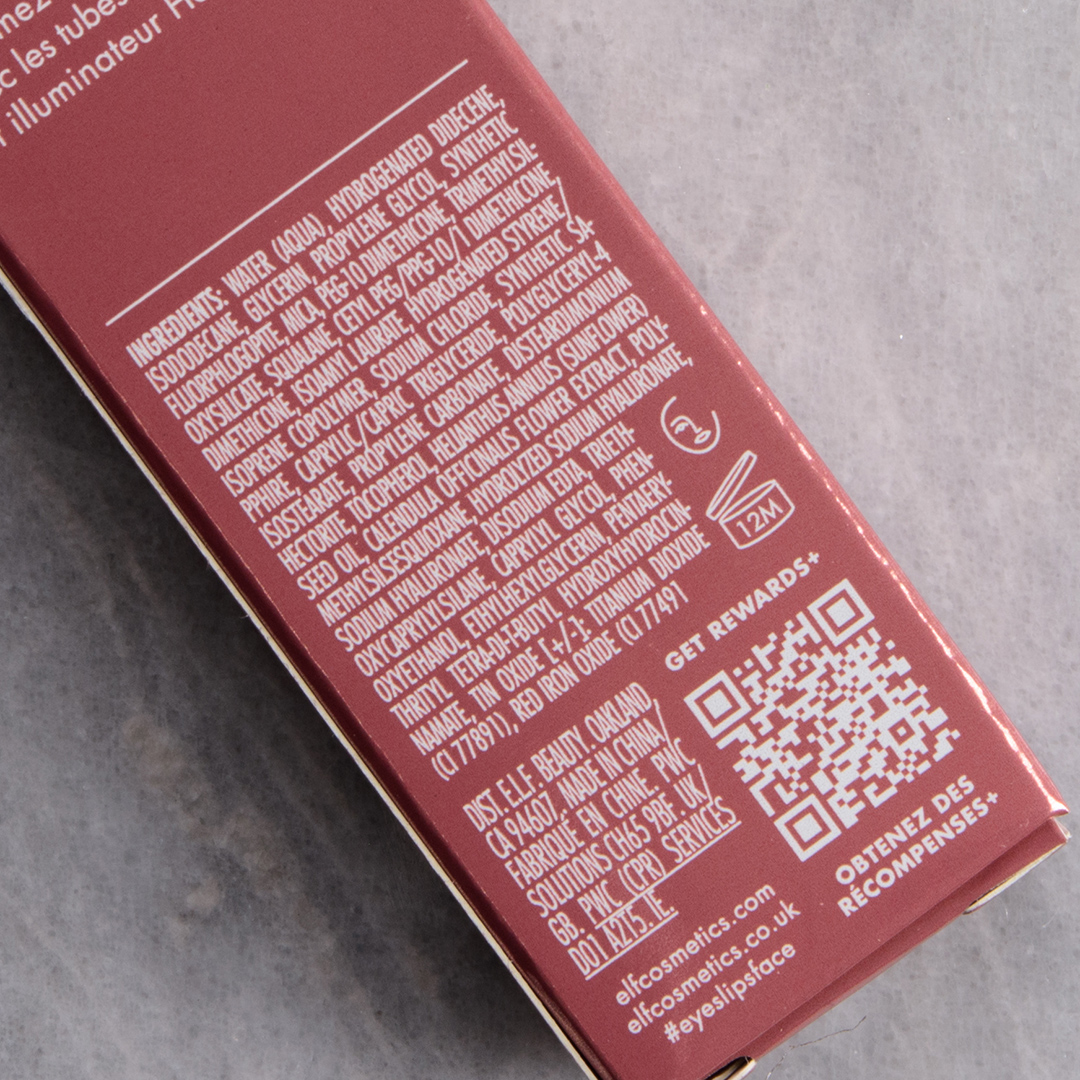 les tubes
illuminateur
INGREDIENTS: WATER (AQUA), HYDROGENATED DIDECENE,
ISODODECANE, GLYCERIN, PROPYLENE GLYCOL, SYNTHETIC
FLUORPHLOGOPITE, MICA, PEG-10 DIMETHICONE, TRIMETHYLSIL-
OXYSILICATE, SQUALANE, CETYL PEG/PPG-10/1 DIMETHICONE,
DIMETHICONE, ISOAMYL LAURATE, HYDROGENATED STYRENE/
ISOPRENE COPOLYMER, SODIUM CHLORIDE, SYNTHETIC SA-
PPHIRE, CAPRYLIC/CAPRIC TRIGLYCERIDE, POLYGLYCERYL-4
ISOSTEARATE, PROPYLENE CARBONATE, DISTEARDIMONIUM
HECTORITE, TOCOPHEROL, HELIANTHUS ANNUUS (SUNFLOWER)
SEED OIL, CALENDULA OFFICINALIS FLOWER EXTRACT, POLY-
METHYLSILSESQUIOXANE, HYDROLYZED SODIUM HYALURONATE,
SODIUM HYALURONATE, DISODIUM EDTA, TRIETH-
OXYCAPRYLYLSILANE, CAPRYLYL GLYCOL, PHEN-
OXYETHANOL, ETHYLHEXYLGLYCERIN, PENTAERY-
THRITYL TETRA-DI-T-BUTYL HYDROXYHYDROCIN-
NAMATE, TIN OXIDE [+/-]: TITANIUM DIOXIDE
(CI 77891), RED IRON OXIDE (CI 77491
12M
GET REWARDS+
DIST. E.L.F. BEAUTY. OAKLAND
CA 94607, MADE IN CHINA/
FABRIQUÉ EN CHINE. PWC
SOLUTIONS CH65 9BF. UK/
GB. PWC (CPR) SERVICES
D01 A2T5. IE.
OBTENEZ DES
RÉCOMPENSES+
elfcosmetics.com
elfcosmetics.co.uk
#eyeslipsface